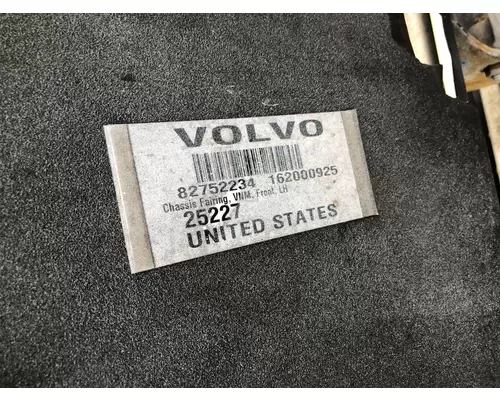 VOLVO
82752234 162000925
Chassis Fairing, VNM, Front, LH
25227
UNITED STATES